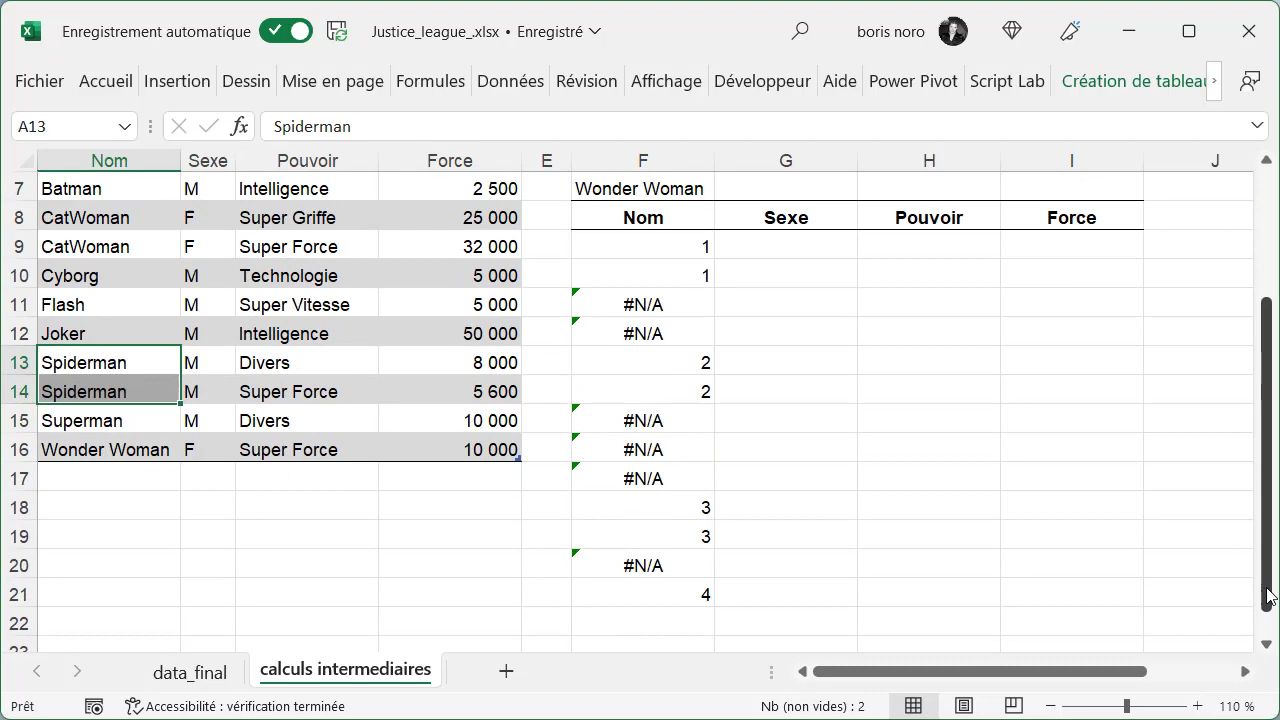 Enregistrement automatique Justice_league_.xlsx • Enregistré boris noro
Fichier Accueil Insertion Dessin Mise en page Formules Données Révision Affichage Développeur Aide Power Pivot Script Lab Création de tableau
A13 fx Spiderman
Nom Sexe Pouvoir Force E F G H I J
7 Batman M Intelligence 2 500 Wonder Woman
8 CatWoman F Super Griffe 25 000 Nom Sexe Pouvoir Force
9 CatWoman F Super Force 32 000 1
10 Cyborg M Technologie 5 000 1
11 Flash M Super Vitesse 5 000 #N/A
12 Joker M Intelligence 50 000 #N/A
13 Spiderman M Divers 8 000 2
14 Spiderman M Super Force 5 600 2
15 Superman M Divers 10 000 #N/A
16 Wonder Woman F Super Force 10 000 #N/A
17 #N/A
18 3
19 3
20 #N/A
21 4
22
23
data_final calculs intermediaires
Prêt Accessibilité : vérification terminée Nb (non vides) : 2 110 %